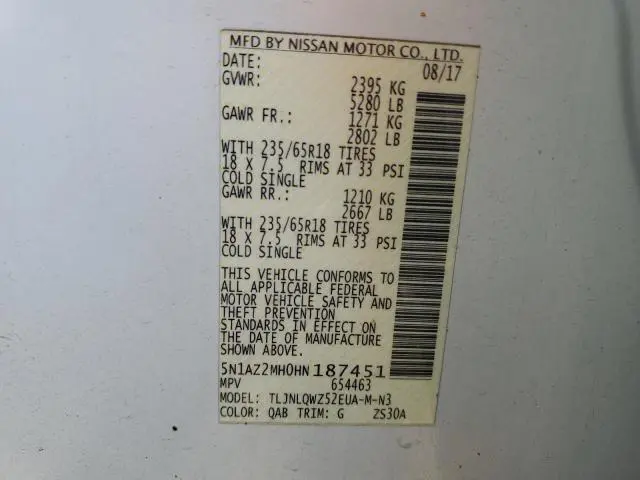 MFD BY NISSAN MOTOR CO., LTD.
DATE: 08/17
GVWR: 2395 KG
5280 LB
GAWR FR.: 1271 KG
2802 LB
WITH 235/65R18 TIRES
18 X 7.5 RIMS AT 33 PSI
COLD SINGLE
GAWR RR.: 1210 KG
2667 LB
WITH 235/65R18 TIRES
18 X 7.5 RIMS AT 33 PSI
COLD SINGLE
THIS VEHICLE CONFORMS TO
ALL APPLICABLE FEDERAL
MOTOR VEHICLE SAFETY AND
THEFT PREVENTION
STANDARDS IN EFFECT ON
THE DATE OF MANUFACTURE
SHOWN ABOVE.
5N1AZ2MH0HN187451
MPV 654463
MODEL: TLJNLQWZ52EUA-M-N3
COLOR: QAB TRIM: G ZS30A